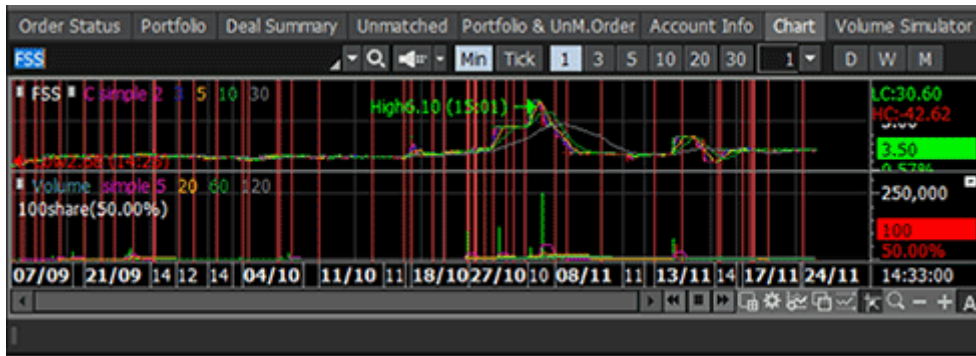 Order Status Portfolio Deal Summary Unmatched Portfolio & UnM.Order Account Info Chart Volume Simulator
FSS Min Tick 1 3 5 10 20 30 1 D W M
FSS C simple 2 3 5 10 30
LC:30.60
High6.10 (15:01)
HC:-42.62
5.00
3.50
0.57%
Volume simple 5 20 60 120
250,000
100share(50.00%)
100
50.00%
07/09 21/09 14 12 14 04/10 11/10 11 18/10 27/10 10 08/11 11 13/11 14 17/11 24/11 14:33:00
A